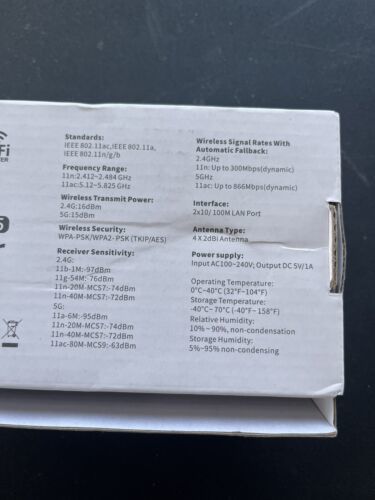 Fi
Standards:
IEEE 802.11ac,IEEE 802.11a,
IEEE 802.11n/g/b
Frequency Range:
11n:2.412~2.484 GHz
11ac:5.12~5.825 GHz
Wireless Transmit Power:
2.4G:16dBm
5G:15dBm
Wireless Security:
WPA-PSK/WPA2-PSK (TKIP/AES)
Receiver Sensitivity:
2.4G:
11b-1M:-97dBm
11g-54M:-76dBm
11n-20M-MCS7:-74dBm
11n-40M-MCS7:-72dBm
5G:
11a-6M:-95dBm
11n-20M-MCS7:-74dBm
11n-40M-MCS7:-72dBm
11ac-80M-MCS9:-63dBm
Wireless Signal Rates With
Automatic Fallback:
2.4GHz
11n: Up to 300Mbps(dynamic)
5GHz
11ac: Up to 866Mbps(dynamic)
Interface:
2x10/ 100M LAN Port
Antenna Type:
4 X 2dBi Antenna
Power supply:
Input AC100~240V; Output DC 5V/1A
Operating Temperature:
0°C~40°C (32°F~104°F)
Storage Temperature:
-40°C~70°C (-40°F~158°F)
Relative Humidity:
10%~90%, non-condensation
Storage Humidity:
5%~95% non-condensing